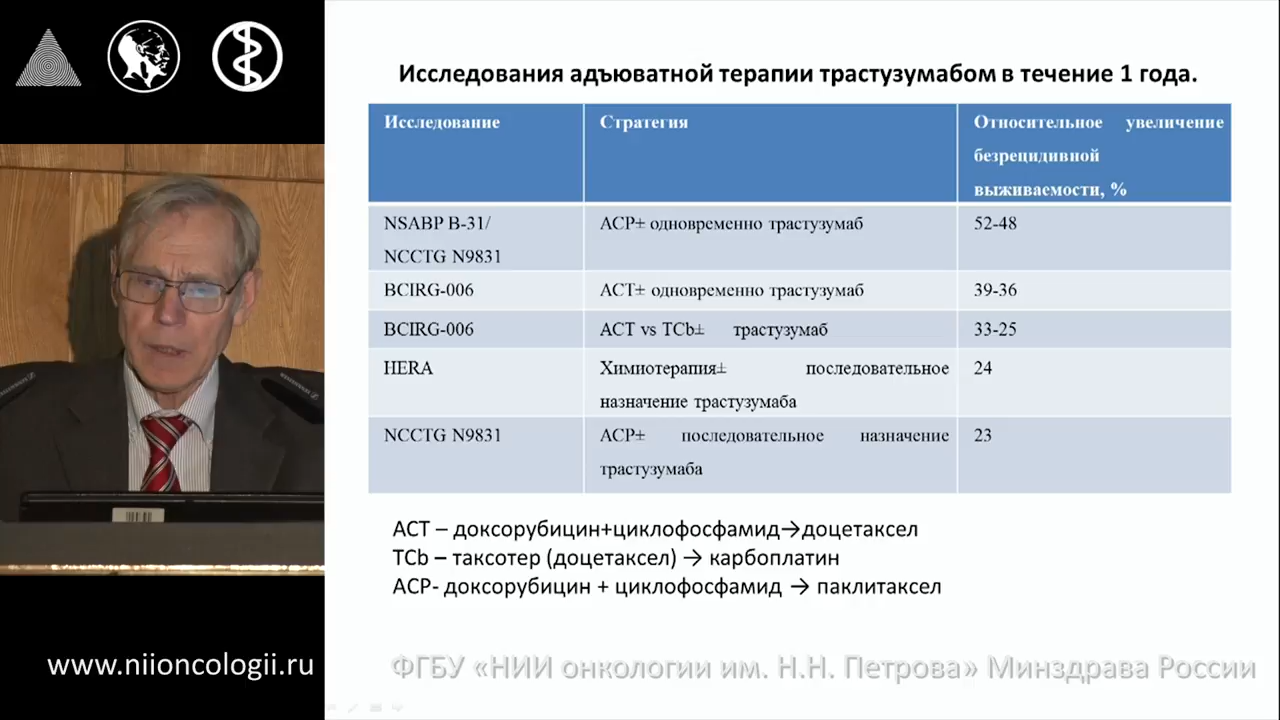 Исследования адъюватной терапии трастузумабом в течение 1 года.
Исследование
Стратегия
Относительное увеличение
безрецидивной
выживаемости, %
NSABP B-31/
NCCTG N9831
АСР± одновременно трастузумаб
52-48
BCIRG-006
АСТ± одновременно трастузумаб
39-36
BCIRG-006
ACT vs TCb± трастузумаб
33-25
HERA
Химиотерапия± последовательное
назначение трастузумаба
24
NCCTG N9831
АСР± последовательное назначение
трастузумаба
23
АСТ – доксорубицин+циклофосфамид→доцетаксел
TCb – таксотер (доцетаксел) → карбоплатин
АСР- доксорубицин + циклофосфамид → паклитаксел
www.niioncologii.ru
ФГБУ «НИИ онкологии им. Н.Н. Петрова» Минздрава России